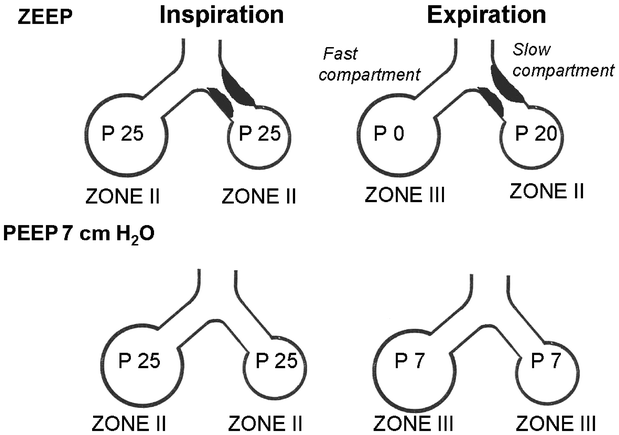 ZEEP Inspiration Expiration
Fast
compartment
Slow
compartment
P 25 P 25 P 0 P 20
ZONE II ZONE II ZONE III ZONE II
PEEP 7 cm H₂O
P 25 P 25 P 7 P 7
ZONE II ZONE II ZONE III ZONE III